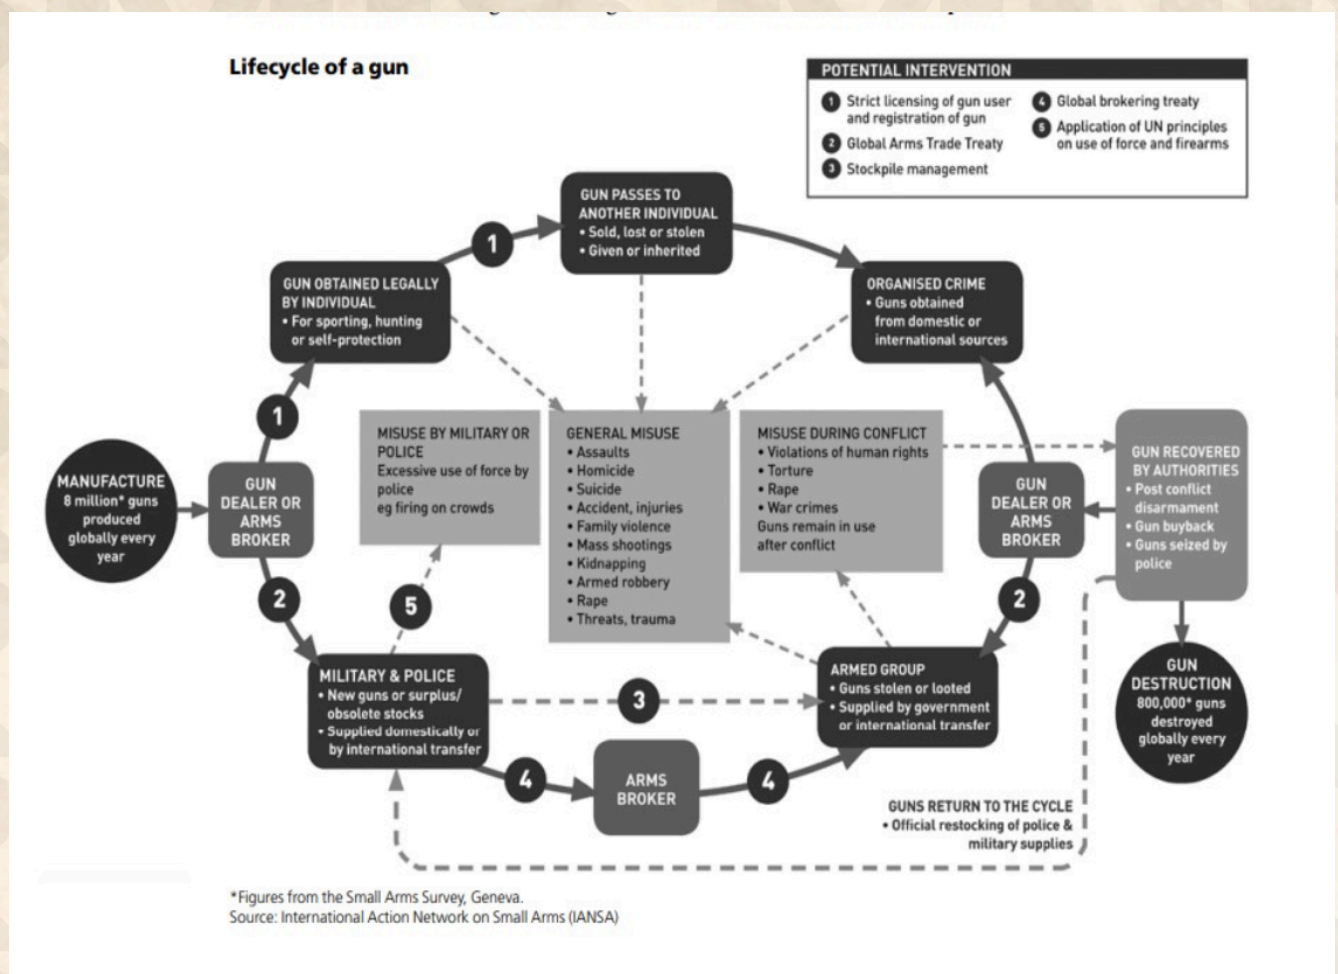 Lifecycle of a gun
POTENTIAL INTERVENTION
1 Strict licensing of gun user
and registration of gun
2 Global Arms Trade Treaty
3 Stockpile management
4 Global brokering treaty
5 Application of UN principles
on use of force and firearms
GUN PASSES TO
ANOTHER INDIVIDUAL
• Sold, lost or stolen
• Given or inherited
1
GUN OBTAINED LEGALLY
BY INDIVIDUAL
• For sporting, hunting
or self-protection
ORGANISED CRIME
• Guns obtained
from domestic or
international sources
1
MANUFACTURE
8 million* guns
produced
globally every
year
GUN
DEALER OR
ARMS
BROKER
MISUSE BY MILITARY OR
POLICE
Excessive use of force by
police
eg firing on crowds
GENERAL MISUSE
• Assaults
• Homicide
• Suicide
• Accident, injuries
• Family violence
• Mass shootings
• Kidnapping
• Armed robbery
• Rape
• Threats, trauma
MISUSE DURING CONFLICT
• Violations of human rights
• Torture
• Rape
• War crimes
Guns remain in use
after conflict
GUN
DEALER OR
ARMS
BROKER
GUN RECOVERED
BY AUTHORITIES
• Post conflict
disarmament
• Gun buyback
• Guns seized by
police
2
5
2
MILITARY & POLICE
• New guns or surplus/
obsolete stocks
• Supplied domestically or
by international transfer
3
ARMED GROUP
• Guns stolen or looted
• Supplied by government
or international transfer
GUN
DESTRUCTION
800,000* guns
destroyed
globally every
year
4
ARMS
BROKER
4
GUNS RETURN TO THE CYCLE
• Official restocking of police &
military supplies
*Figures from the Small Arms Survey, Geneva.
Source: International Action Network on Small Arms (IANSA)